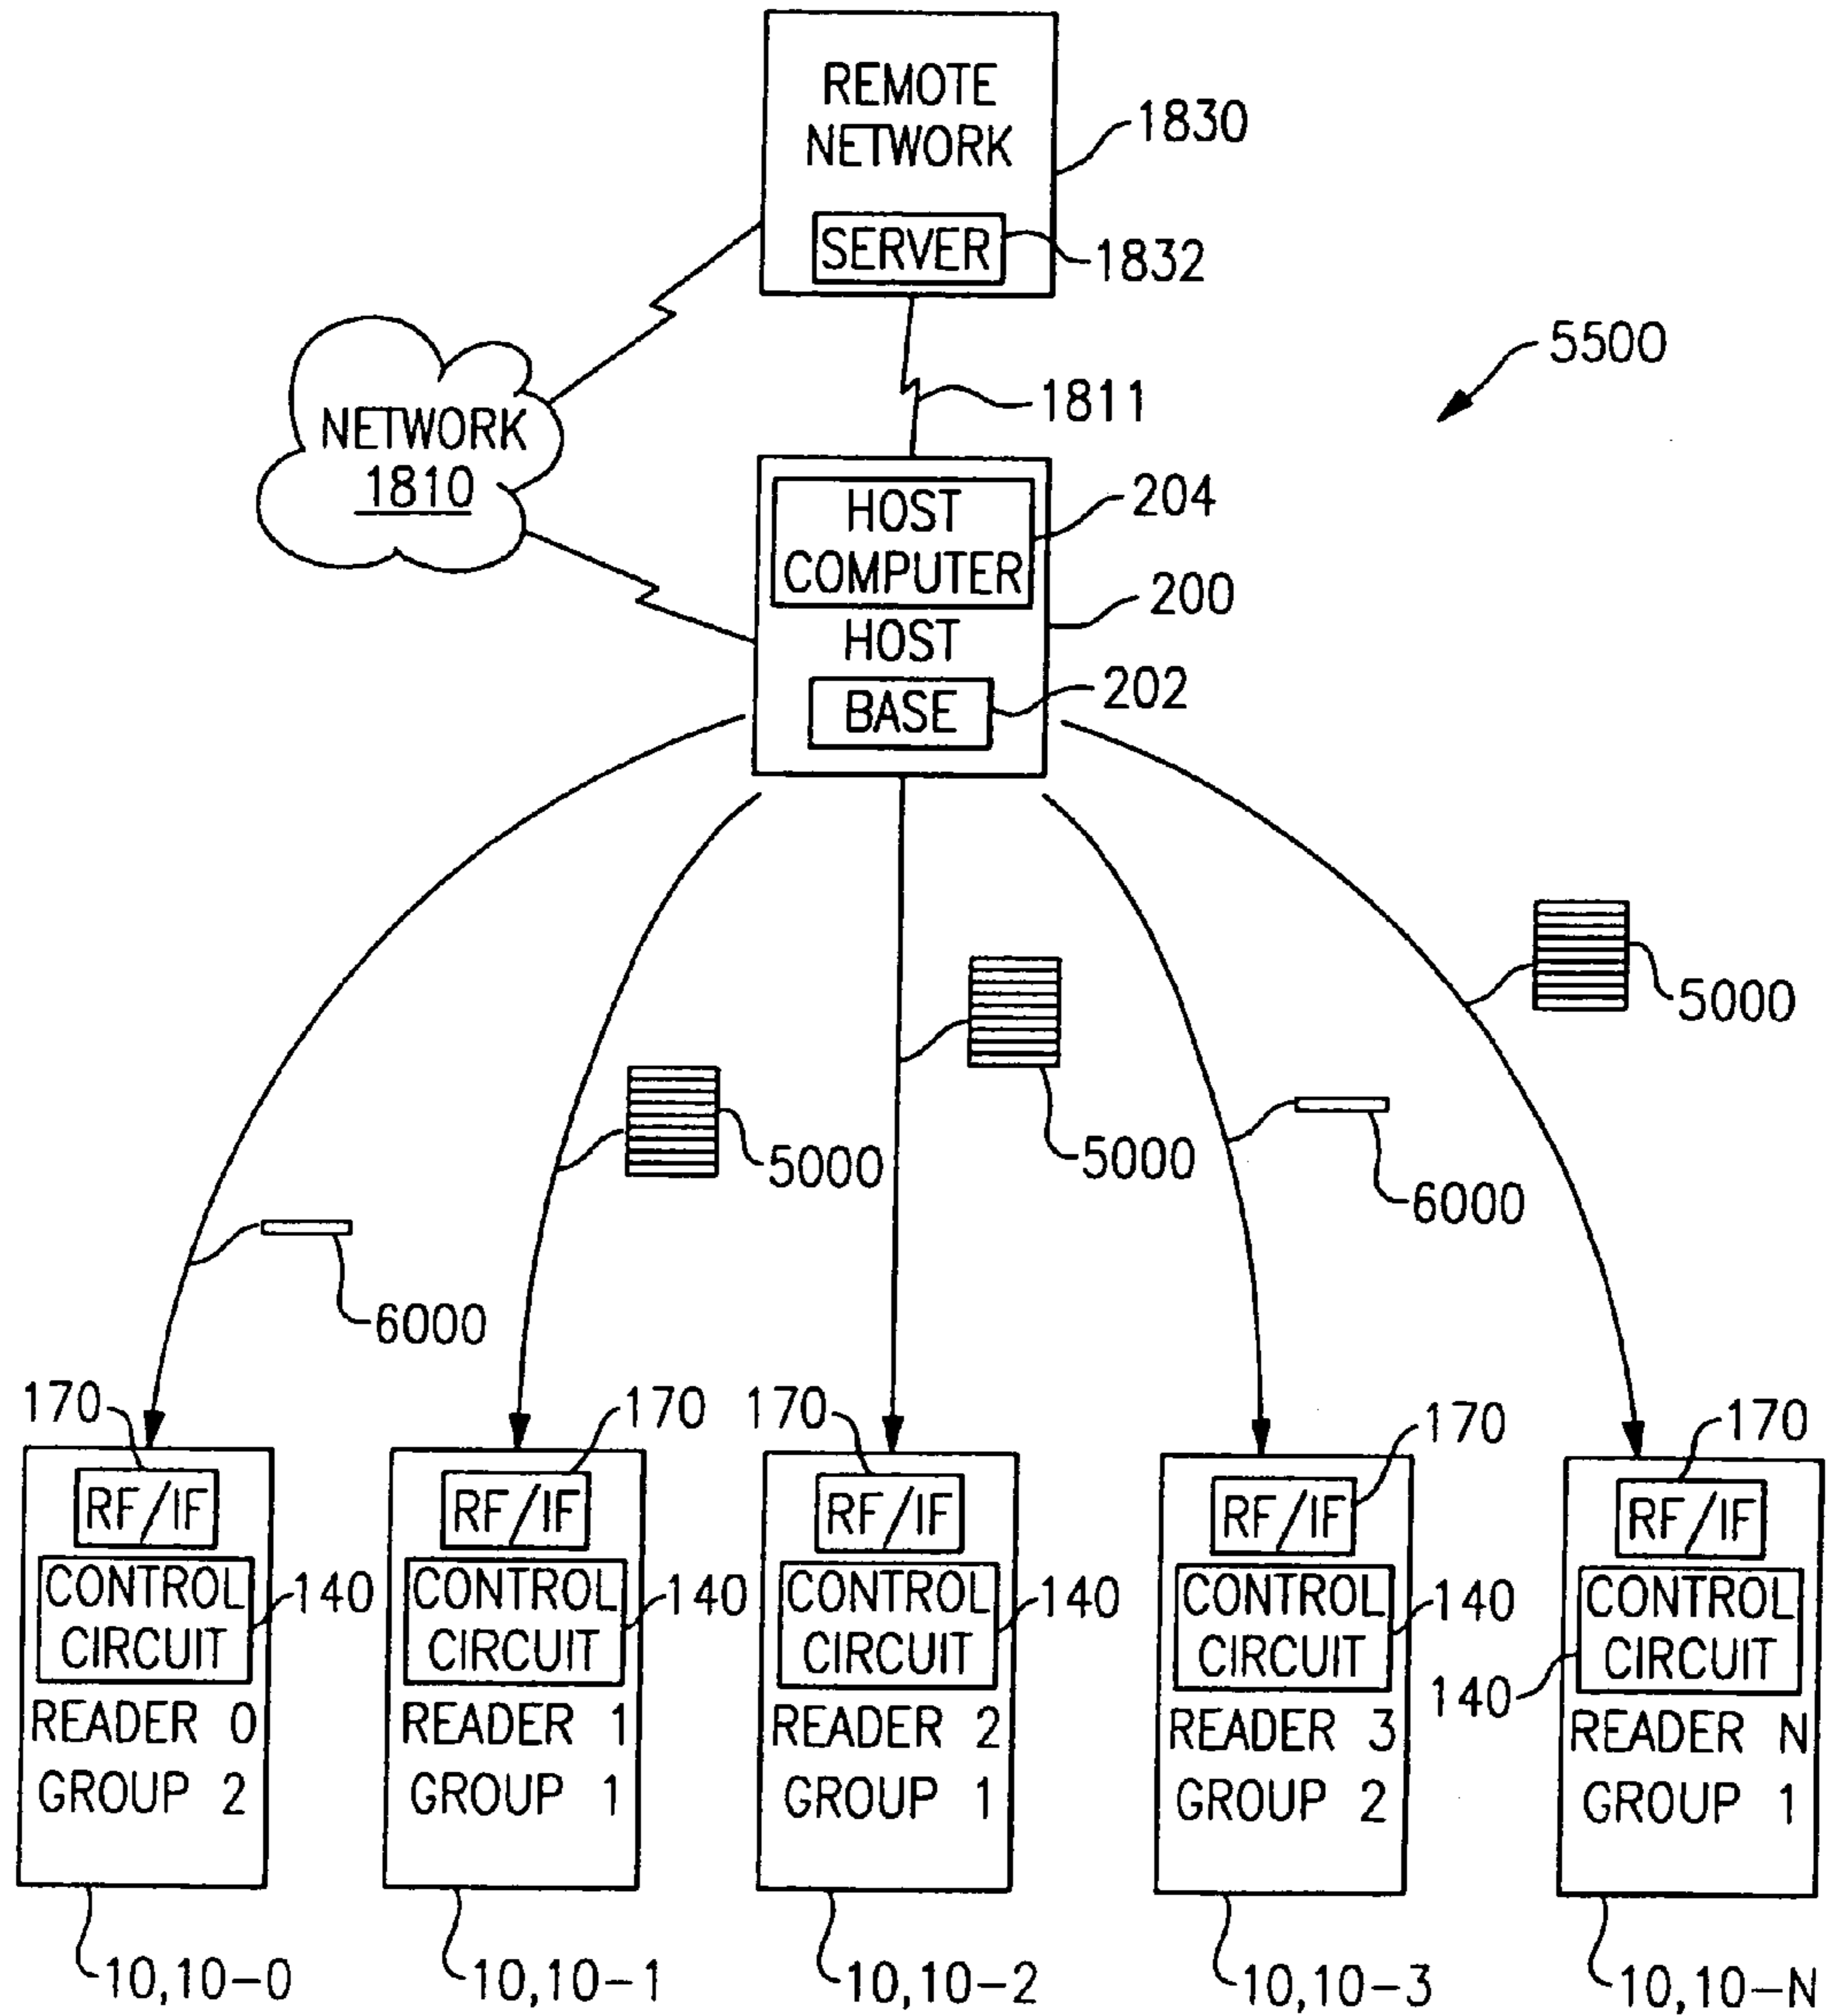 REMOTE
NETWORK
1830
SERVER
1832
5500
1811
NETWORK
1810
HOST
COMPUTER
204
200
HOST
BASE
202
5000
5000
5000
6000
6000
170
170
170
170
170
RF/IF
RF/IF
RF/IF
RF/IF
RF/IF
CONTROL
CIRCUIT
140
CONTROL
CIRCUIT
140
CONTROL
CIRCUIT
140
CONTROL
CIRCUIT
140
CONTROL
CIRCUIT
140
READER 0
GROUP 2
READER 1
GROUP 1
READER 2
GROUP 1
READER 3
GROUP 2
READER N
GROUP 1
10,10-0
10,10-1
10,10-2
10,10-3
10,10-N